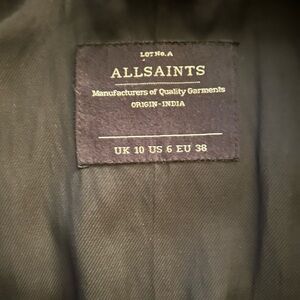 LOT No. A
ALLSAINTS
Manufacturers of Quality Garments
ORIGIN-INDIA
UK 10 US 6 EU 38